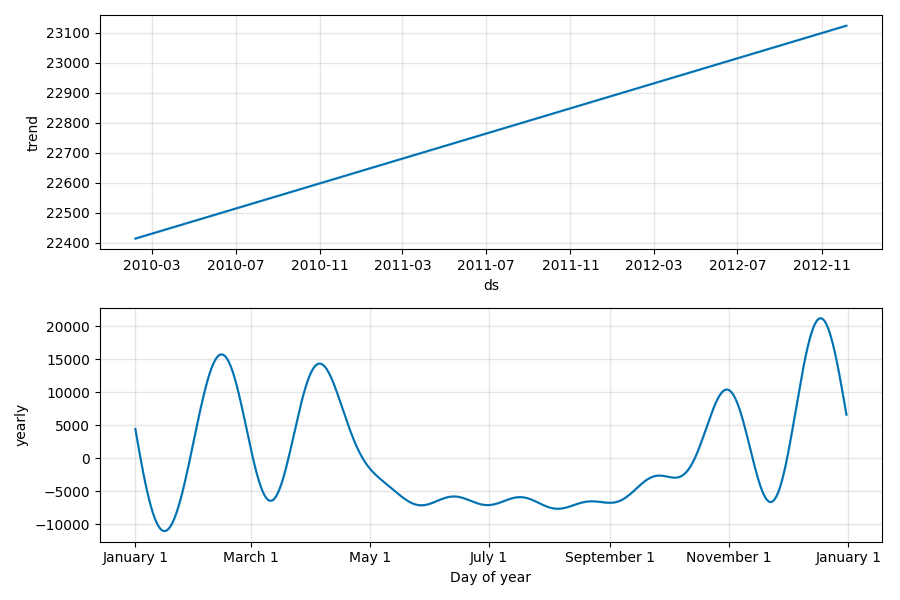 23100
23000
22900
22800
22700
22600
22500
22400
trend
2010-03 2010-07 2010-11 2011-03 2011-07 2011-11 2012-03 2012-07 2012-11
ds
20000
15000
10000
5000
0
−5000
−10000
yearly
January 1 March 1 May 1 July 1 September 1 November 1 January 1
Day of year